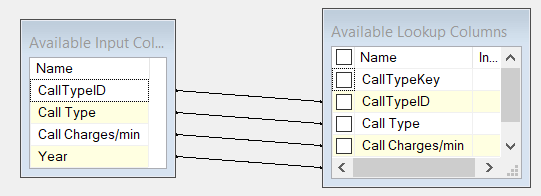 Available Input Col...
Name
CallTypeID
Call Type
Call Charges/min
Year
Available Lookup Columns
Name In...
CallTypeKey
CallTypeID
Call Type
Call Charges/min